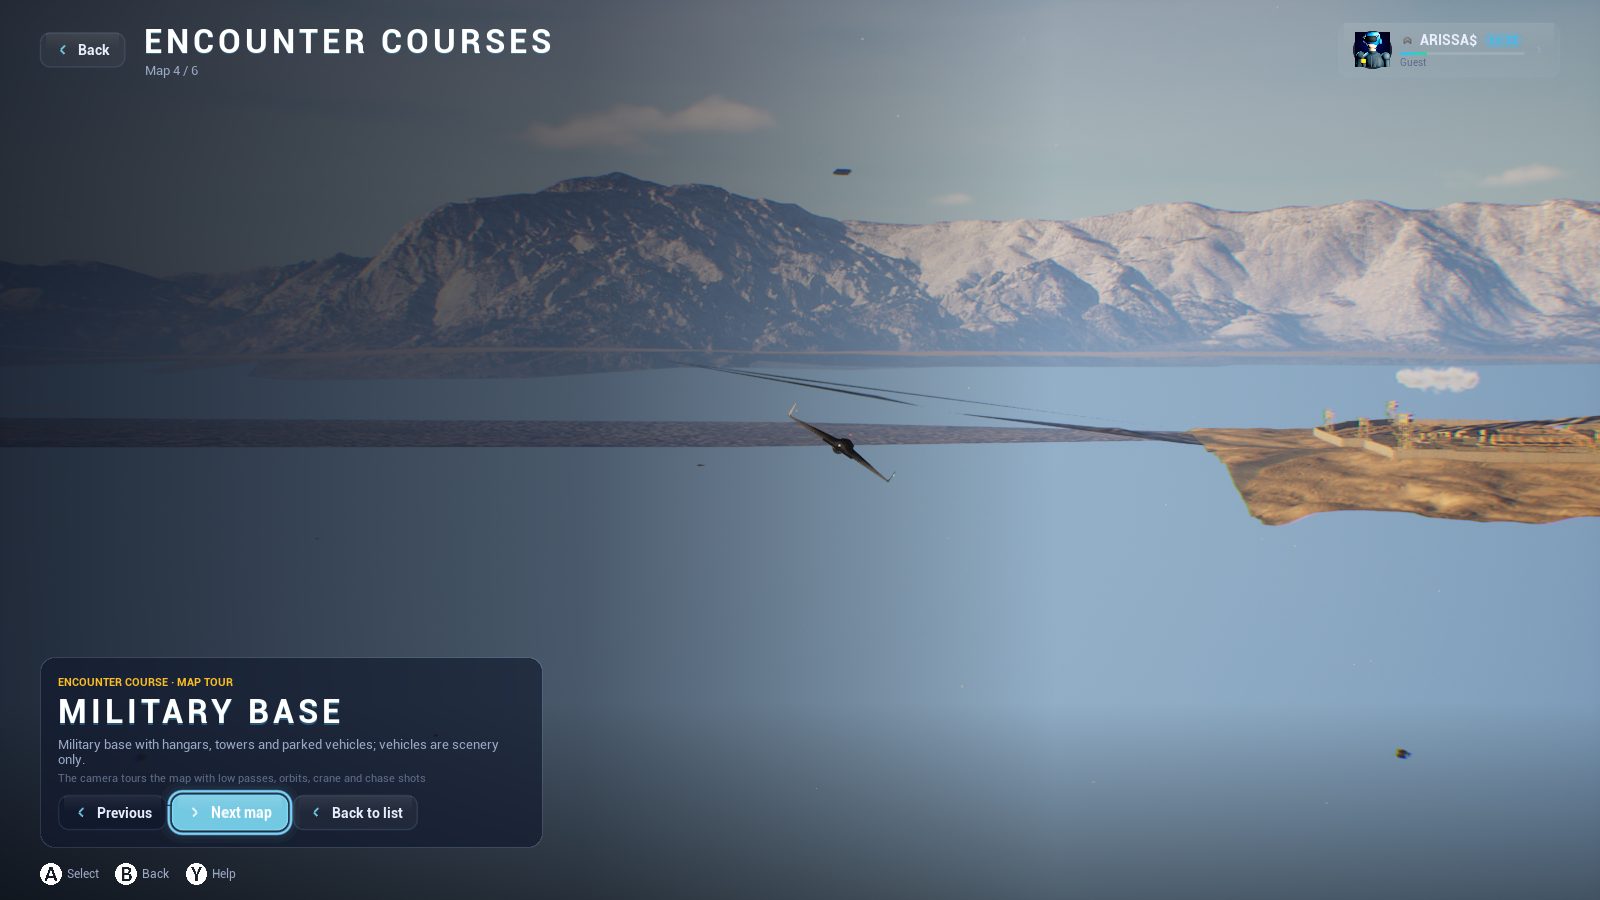 Back
ENCOUNTER COURSES
Map 4 / 6
ARISSA$
Guest
ENCOUNTER COURSE · MAP TOUR
MILITARY BASE
Military base with hangars, towers and parked vehicles; vehicles are scenery
only.
The camera tours the map with low passes, orbits, crane and chase shots
Previous
Next map
Back to list
A Select
B Back
Y Help